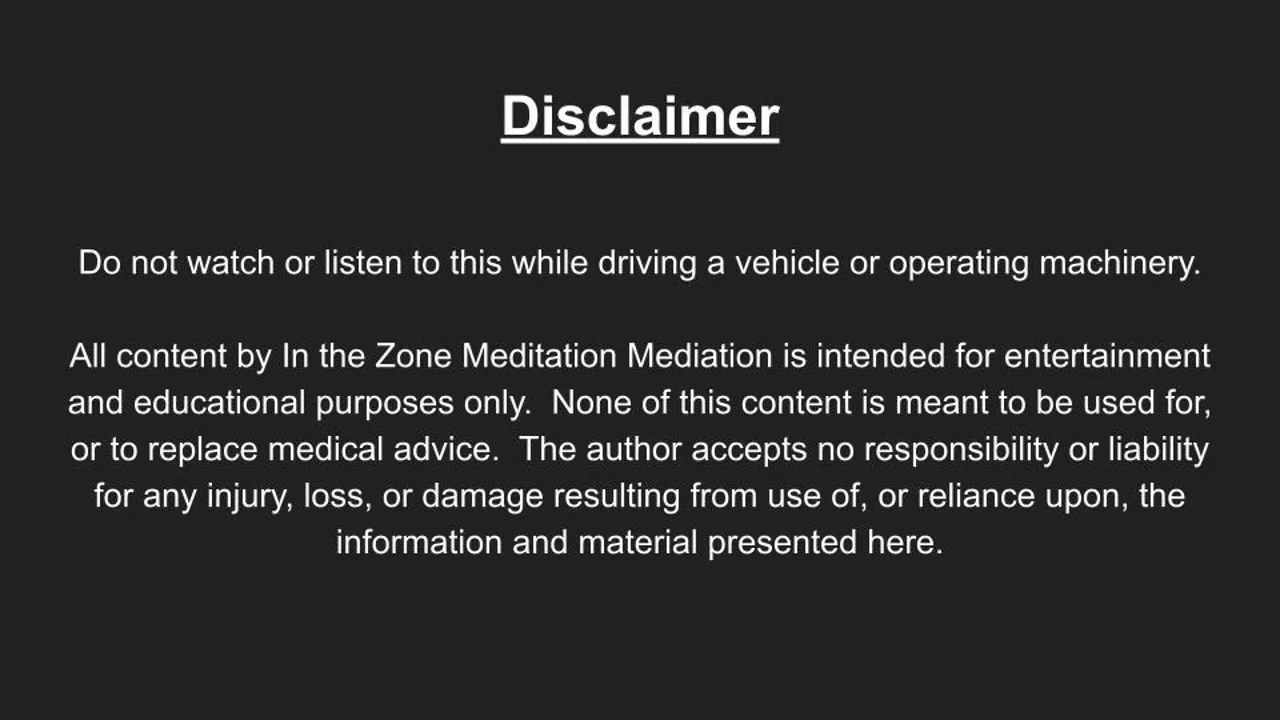 Disclaimer
Do not watch or listen to this while driving a vehicle or operating machinery.
All content by In the Zone Meditation Mediation is intended for entertainment
and educational purposes only.  None of this content is meant to be used for,
or to replace medical advice.  The author accepts no responsibility or liability
for any injury, loss, or damage resulting from use of, or reliance upon, the
information and material presented here.